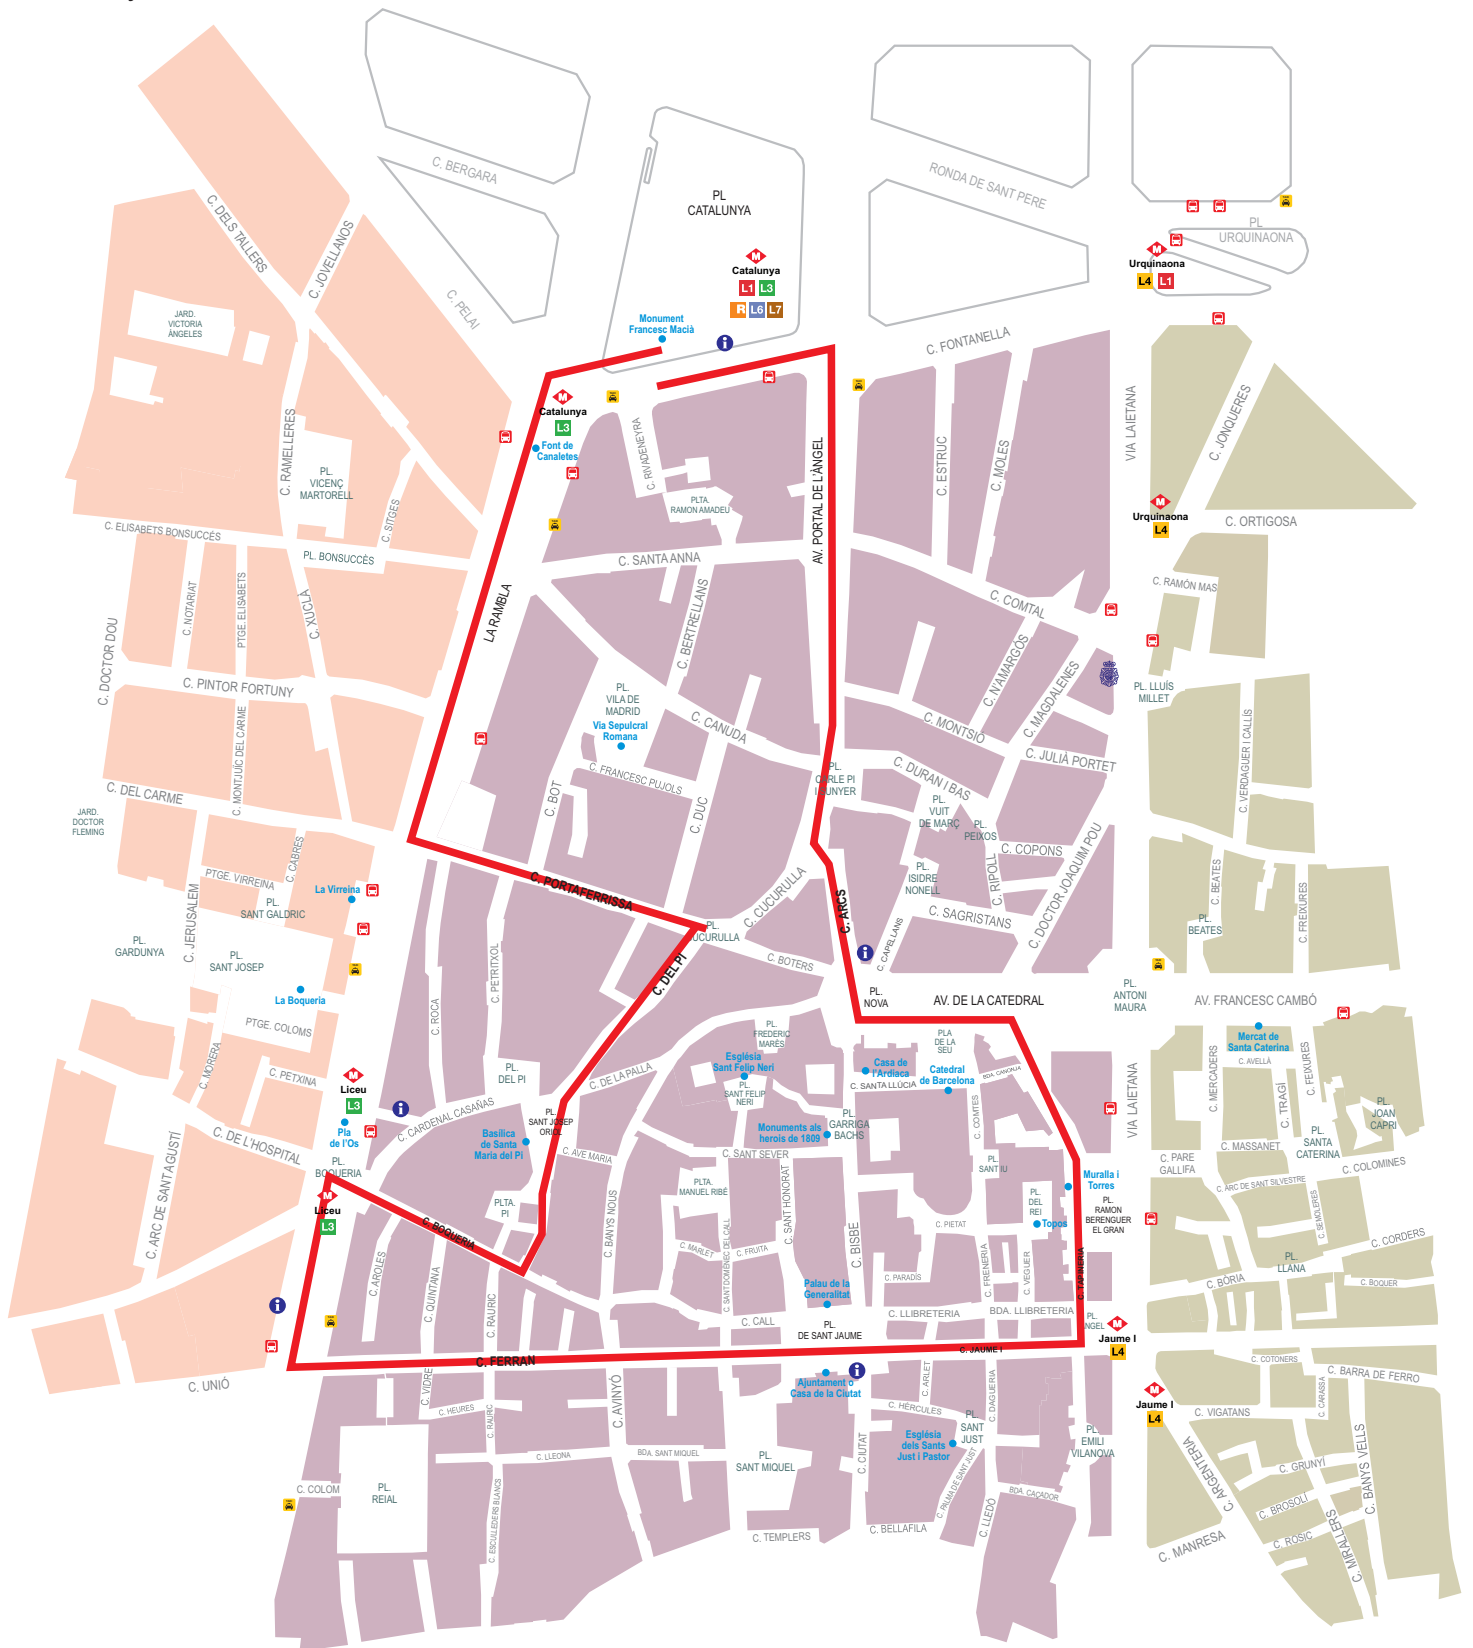 C. BERGARA
PL
CATALUNYA
RONDA DE SANT PERE
PL
URQUINAONA
C. DELS TALLERS
C. JOVELLANOS
C. PELAI
M
Catalunya
L1 L3
R L6 L7
M
Urquinaona
L4 L1
JARD.
VICTORIA
ÀNGELES
Monument
Francesc Macià
i
C. FONTANELLA
VIA LAIETANA
C. JONQUERES
M
Catalunya
L3
Font de
Canaletes
C. RIVADENEYRA
C. RAMELLERES
PL.
VICENÇ
MARTORELL
C. SITGES
PLTA.
RAMON AMADEU
AV. PORTAL DE L'ÀNGEL
C. ESTRUC
C. MOLES
M
Urquinaona
L4
C. ORTIGOSA
C. ELISABETS BONSUCCÉS
PL. BONSUCCÈS
C. SANTA ANNA
C. NOTARIAT
PTGE. ELISABETS
C. XUCLÀ
LA RAMBLA
C. BERTRELLANS
C. COMTAL
C. RAMÓN MAS
C. DOCTOR DOU
C. PINTOR FORTUNY
PL.
VILA DE
MADRID
Via Sepulcral
Romana
C. N'AMARGÓS
C. MAGDALENES
PL. LLUÍS
MILLET
C. MONTJUÏC DEL CARME
C. CANUDA
C. MONTSIÓ
C. JULIÀ PORTET
C. VERDAGUER I CALLÍS
C. DEL CARME
C. BOT
C. FRANCESC PUJOLS
C. DUC
C. DURAN I BAS
JARD.
DOCTOR
FLEMING
PL.
VUIT
DE MARÇ
PL.
PEIXOS
C. CABRES
C. COPONS
C. DOCTOR JOAQUIM POU
PTGE. VIRREINA
La Virreina
C. PORTAFERRISSA
C. CUCURULLA
C. ARCS
PL.
ISIDRE
NONELL
C. RIPOLL
C. BEATES
C. FREIXURES
C. JERUSALEM
PL.
SANT GALDRIC
C. SAGRISTANS
PL.
BEATES
PL.
GARDUNYA
PL.
SANT JOSEP
C. PETRITXOL
C. DEL PI
C. BOTERS
i
C. CAPELLANS
La Boqueria
C. ROCA
PL.
NOVA
AV. DE LA CATEDRAL
PL.
ANTONI
MAURA
AV. FRANCESC CAMBÓ
PTGE. COLOMS
PL.
FREDERIC
MARÈS
PLA
DE LA
SEU
Mercat de
Santa Caterina
C. MORERA
C. PETXINA
M
Liceu
L3
i
PL.
DEL PI
C. DE LA PALLA
Església
Sant Felip Neri
PL.
SANT FELIP
NERI
Casa de
l'Ardiaca
C. SANTA LLÚCIA
Catedral
de Barcelona
BDA. CANONJA
C. AVELLÀ
C. MERCADERS
C. TRAGÍ
C. FEIXURES
Pla
de l'Os
C. CARDENAL CASAÑAS
PL.
SANT JOSEP
ORIOL
Basílica
de Santa
Maria del Pi
Monuments als
herois de 1809
PL.
GARRIGA
BACHS
C. COMTES
VIA LAIETANA
PL.
JOAN
CAPRI
PL.
SANTA
CATERINA
C. DE L'HOSPITAL
PL.
BOQUERIA
C. AVE MARIA
C. SANT SEVER
PL.
SANT IU
C. MASSANET
C. PARE
GALLIFA
C. COLOMINES
C. ARC DE SANT AGUSTÍ
M
Liceu
L3
PLTA.
PI
PLTA.
MANUEL RIBÉ
C. SANT HONORAT
Muralla i
Torres
PL.
DEL
REI
Topos
PL.
RAMON
BERENGUER
EL GRAN
C. ARC DE SANT SILVESTRE
C. SEMOLERES
C. BOQUERIA
C. BANYS NOUS
C. BISBE
C. PIETAT
C. CORDERS
C. MARLET
C. FRUITA
C. SANT DOMÈNEC DEL CALL
C. PARADÍS
C. FRENERIA
C. VEGUER
C. TAPINERIA
PL.
LLANA
C. BÒRIA
C. BOQUER
C. AROLES
C. QUINTANA
C. RAURIC
Palau de la
Generalitat
i
C. CALL
PL.
DE SANT JAUME
C. LLIBRETERIA
BDA. LLIBRETERIA
M
Jaume I
L4
C. FERRAN
C. JAUME I
C. UNIÓ
C. VIDRE
Ajuntament o
Casa de la Ciutat
i
C. ARLET
C. DAGUERIA
C. COTONERS
C. BARRA DE FERRO
C. CARASSA
M
Jaume I
L4
C. HEURES
C. RAURIC
C. AVINYÓ
C. HÈRCULES
PL.
SANT
JUST
C. VIGATANS
C. LLEONA
BDA. SANT MIQUEL
PL.
SANT MIQUEL
C. CIUTAT
Església
dels Sants
Just i Pastor
PL.
EMILI
VILANOVA
C. GRUNYÍ
C. BANYS VELLS
C. ARGENTERIA
C. COLOM
PL.
REIAL
C. ESCUDELLERS BLANCS
C. PALMA DE SANT JUST
C. LLEDÓ
BDA. CAÇADOR
C. BROSOLÍ
C. TEMPLERS
C. BELLAFILA
C. ROSIC
C. MIRALLERS
C. MANRESA